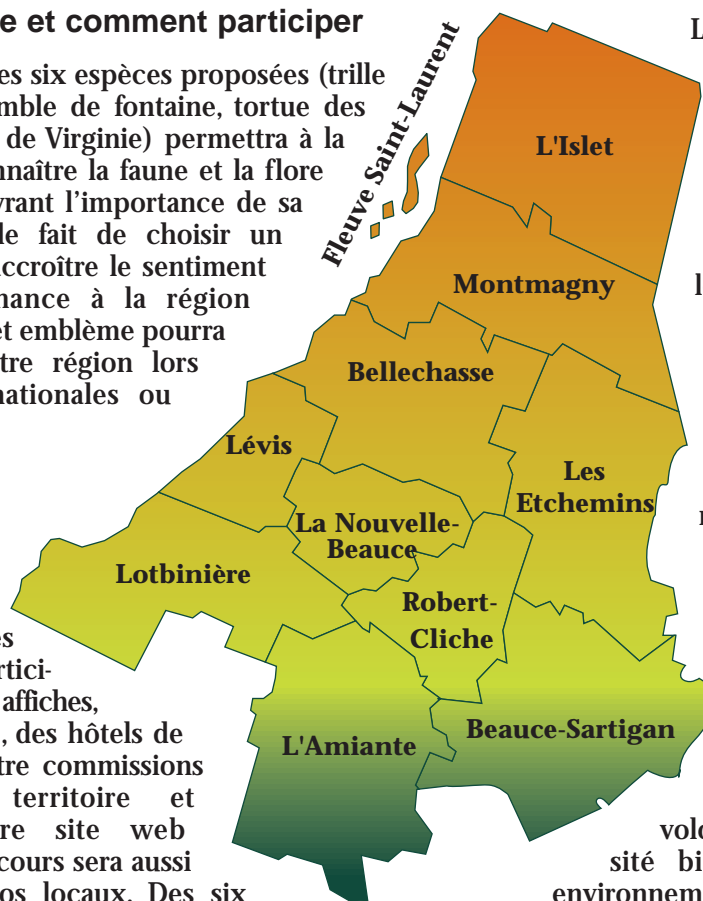 e et comment participer
es six espèces proposées (trille
mble de fontaine, tortue des
de Virginie) permettra à la
nnaître la faune et la flore
vrant l’importance de sa
le fait de choisir un
accroître le sentiment
nance à la région
et emblème pourra
tre région lors
nationales ou
es
rtici-
affiches,
, des hôtels de
tre commissions
territoire et
re site web
cours sera aussi
os locaux. Des six
Fleuve Saint-Laurent
L'Islet
Montmagny
Bellechasse
Lévis
Les
Etchemins
La Nouvelle-
Beauce
Lotbinière
Robert-
Cliche
L'Amiante
Beauce-Sartigan
L
l
r
volo
sité bi
environnem